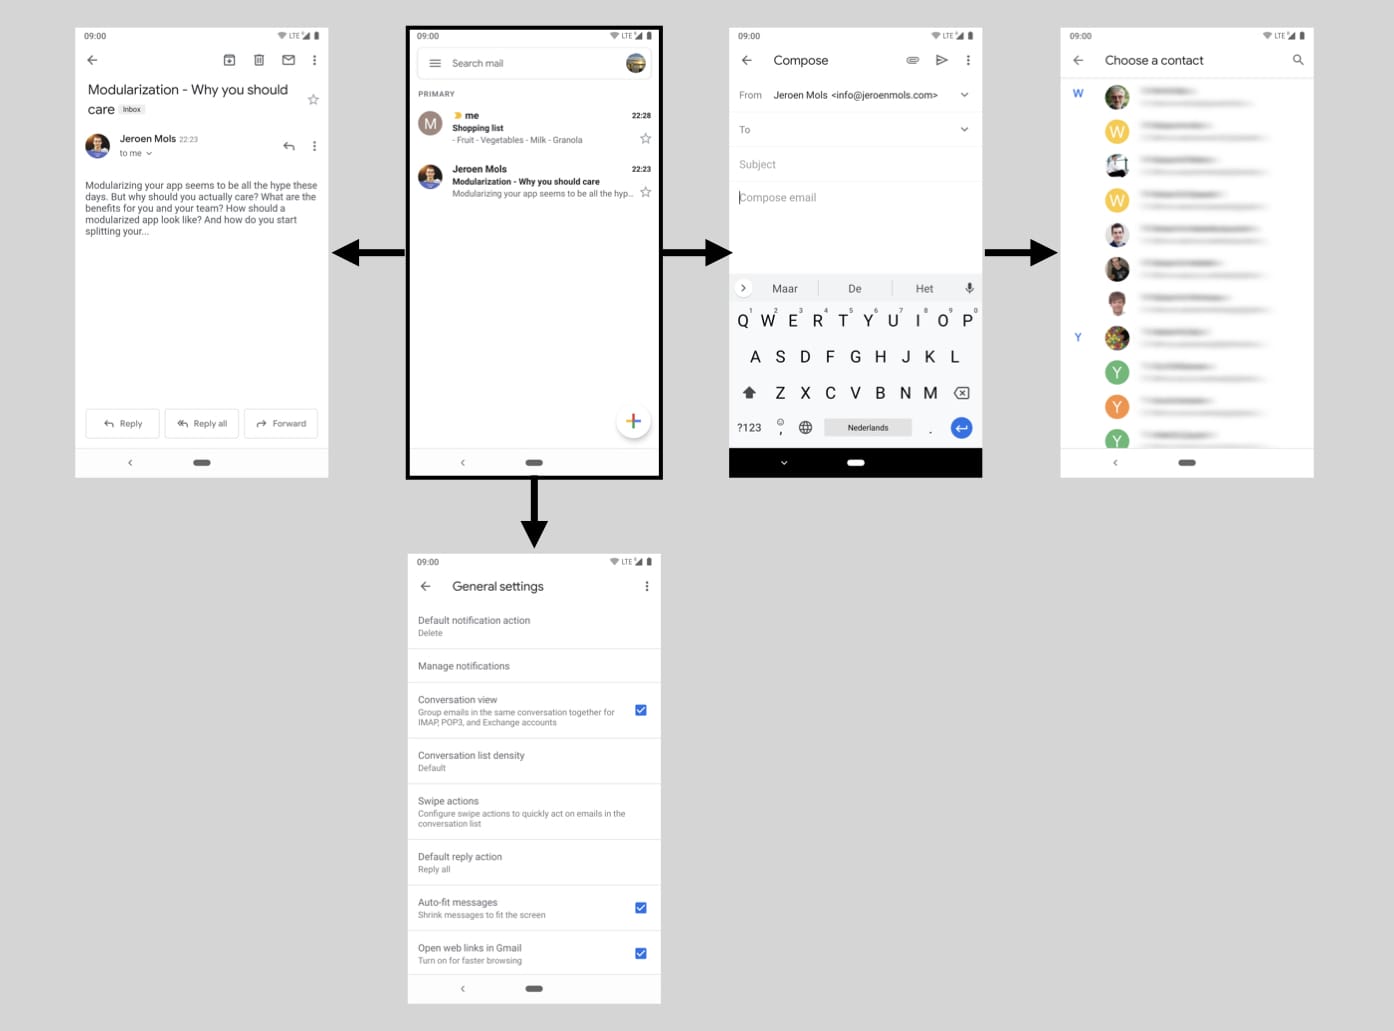 09:00
LTE
Modularization - Why you should
care Inbox
Jeroen Mols 22:23
to me
Modularizing your app seems to be all the hype these
days. But why should you actually care? What are the
benefits for you and your team? How should a
modularized app look like? And how do you start
splitting your...
Reply
Reply all
Forward
09:00
LTE
Search mail
PRIMARY
M
me
22:28
Shopping list
- Fruit - Vegetables - Milk - Granola
Jeroen Mols
22:23
Modularization - Why you should care
Modularizing your app seems to be all the hyp...
09:00
LTE
Compose
From Jeroen Mols <info@jeroenmols.com>
To
Subject
Compose email
Maar De Het
1 2 3 4 5 6 7 8 9 0
Q W E R T Y U I O P
A S D F G H J K L
Z X C V B N M
?123 , Nederlands .
09:00
LTE
Choose a contact
W
W
W
Y
Y
Y
Y
09:00
LTE
General settings
Default notification action
Delete
Manage notifications
Conversation view
Group emails in the same conversation together for
IMAP, POP3, and Exchange accounts
Conversation list density
Default
Swipe actions
Configure swipe actions to quickly act on emails in the
conversation list
Default reply action
Reply all
Auto-fit messages
Shrink messages to fit the screen
Open web links in Gmail
Turn on for faster browsing